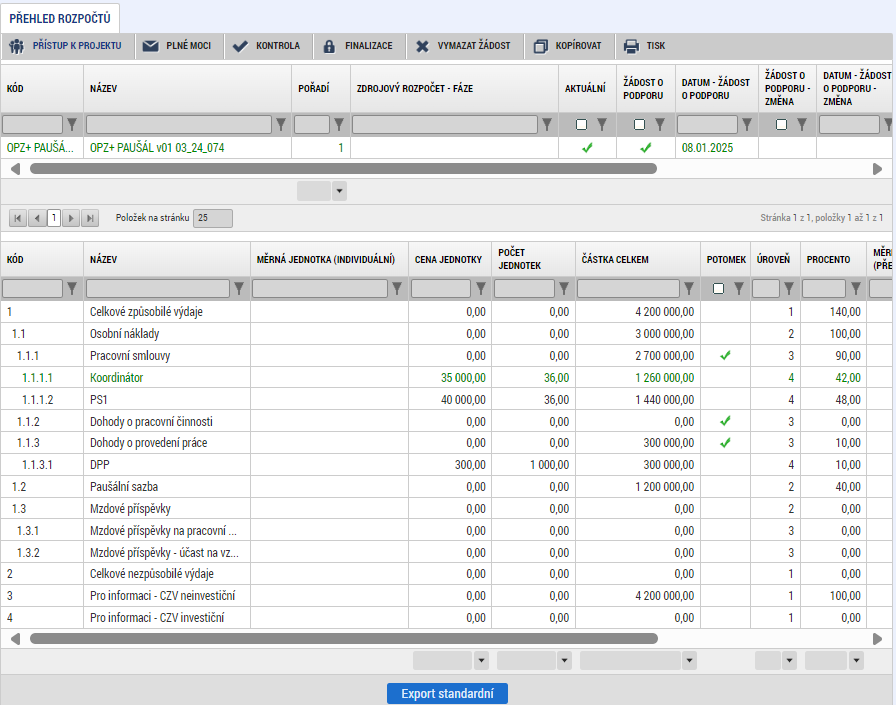 PŘEHLED ROZPOČTŮ
PŘÍSTUP K PROJEKTU PLNÉ MOCI KONTROLA FINALIZACE VYMAZAT ŽÁDOST KOPÍROVAT TISK
KÓD NÁZEV POŘADÍ ZDROJOVÝ ROZPOČET - FÁZE AKTUÁLNÍ ŽÁDOST O PODPORU DATUM - ŽÁDOST O PODPORU ŽÁDOST O PODPORU - ZMĚNA DATUM - ŽÁDOST O PODPORU - ZMĚNA
OPZ+ PAUŠÁ... OPZ+ PAUŠÁL v01 03_24_074 1 08.01.2025
1 Položek na stránku 25 Stránka 1 z 1, položky 1 až 1 z 1
KÓD NÁZEV MĚRNÁ JEDNOTKA (INDIVIDUÁLNÍ) CENA JEDNOTKY POČET JEDNOTEK ČÁSTKA CELKEM POTOMEK ÚROVEŇ PROCENTO
1 Celkové způsobilé výdaje 0,00 0,00 4 200 000,00 1 140,00
1.1 Osobní náklady 0,00 0,00 3 000 000,00 2 100,00
1.1.1 Pracovní smlouvy 0,00 0,00 2 700 000,00 3 90,00
1.1.1.1 Koordinátor 35 000,00 36,00 1 260 000,00 4 42,00
1.1.1.2 PS1 40 000,00 36,00 1 440 000,00 4 48,00
1.1.2 Dohody o pracovní činnosti 0,00 0,00 0,00 3 0,00
1.1.3 Dohody o provedení práce 0,00 0,00 300 000,00 3 10,00
1.1.3.1 DPP 300,00 1 000,00 300 000,00 4 10,00
1.2 Paušální sazba 0,00 0,00 1 200 000,00 2 40,00
1.3 Mzdové příspěvky 0,00 0,00 0,00 2 0,00
1.3.1 Mzdové příspěvky na pracovní ... 0,00 0,00 0,00 3 0,00
1.3.2 Mzdové příspěvky - účast na vz... 0,00 0,00 0,00 3 0,00
2 Celkové nezpůsobilé výdaje 0,00 0,00 0,00 1 0,00
3 Pro informaci - CZV neinvestiční 0,00 0,00 4 200 000,00 1 100,00
4 Pro informaci - CZV investiční 0,00 0,00 0,00 1 0,00
Export standardní